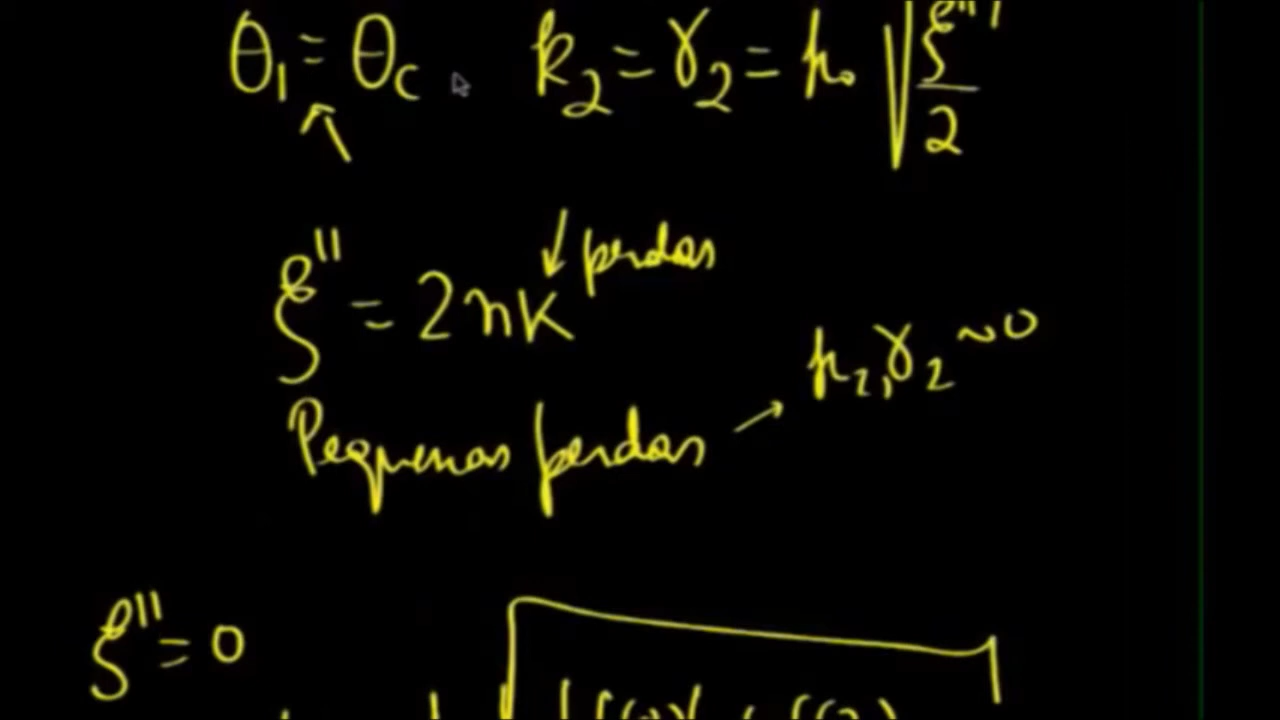 θ₁ = θc k₂ = γ₂ = k₀ √(ξ''/2)
ξ'' = 2nK ↓ perdas
Pequenas perdas → k₂, γ₂ ~ 0
ξ'' = 0